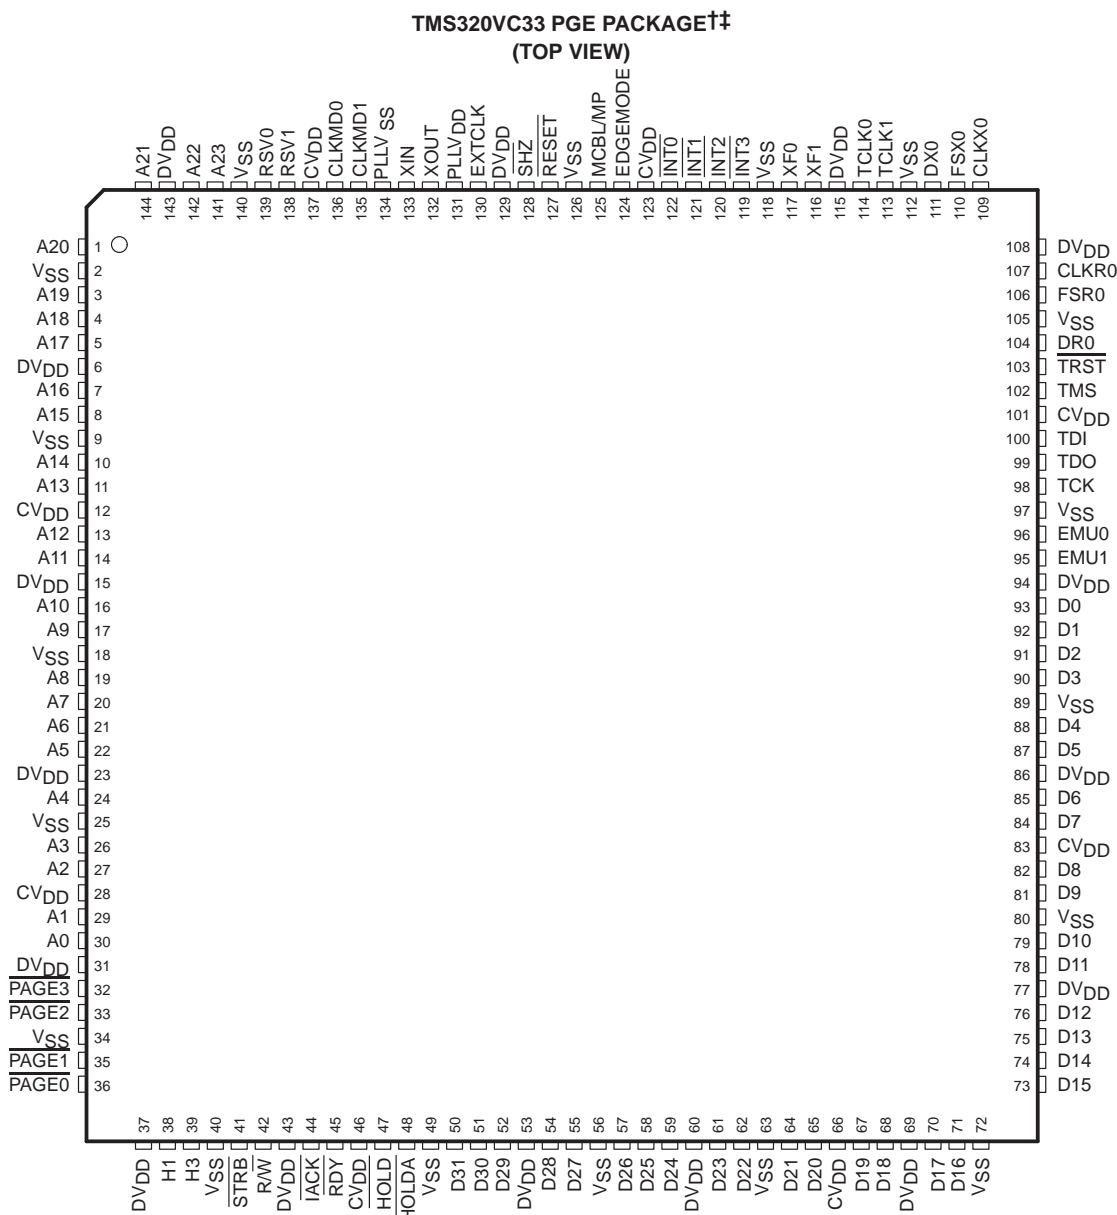 TMS320VC33 PGE PACKAGE†‡
(TOP VIEW)
A21
DVDD
A22
A23
VSS
RSV0
RSV1
CVDD
CLKMD0
CLKMD1
PLLVSS
XIN
XOUT
PLLVDD
EXTCLK
DVDD
SHZ
RESET
VSS
MCBL/MP
EDGEMODE
CVDD
INT0
INT1
INT2
INT3
VSS
XF0
XF1
DVDD
TCLK0
TCLK1
VSS
DX0
FSX0
CLKX0
144 143 142 141 140 139 138 137 136 135 134 133 132 131 130 129 128 127 126 125 124 123 122 121 120 119 118 117 116 115 114 113 112 111 110 109
A20 1
VSS 2
A19 3
A18 4
A17 5
DVDD 6
A16 7
A15 8
VSS 9
A14 10
A13 11
CVDD 12
A12 13
A11 14
DVDD 15
A10 16
A9 17
VSS 18
A8 19
A7 20
A6 21
A5 22
DVDD 23
A4 24
VSS 25
A3 26
A2 27
CVDD 28
A1 29
A0 30
DVDD 31
PAGE3 32
PAGE2 33
VSS 34
PAGE1 35
PAGE0 36
108 DVDD
107 CLKR0
106 FSR0
105 VSS
104 DR0
103 TRST
102 TMS
101 CVDD
100 TDI
99 TDO
98 TCK
97 VSS
96 EMU0
95 EMU1
94 DVDD
93 D0
92 D1
91 D2
90 D3
89 VSS
88 D4
87 D5
86 DVDD
85 D6
84 D7
83 CVDD
82 D8
81 D9
80 VSS
79 D10
78 D11
77 DVDD
76 D12
75 D13
74 D14
73 D15
37 38 39 40 41 42 43 44 45 46 47 48 49 50 51 52 53 54 55 56 57 58 59 60 61 62 63 64 65 66 67 68 69 70 71 72
DVDD
H1
H3
VSS
STRB
R/W
DVDD
IACK
RDY
CVDD
HOLD
HOLDA
VSS
D31
D30
D29
DVDD
D28
D27
VSS
D26
D25
D24
DVDD
D23
D22
VSS
D21
D20
CVDD
D19
D18
DVDD
D17
D16
VSS